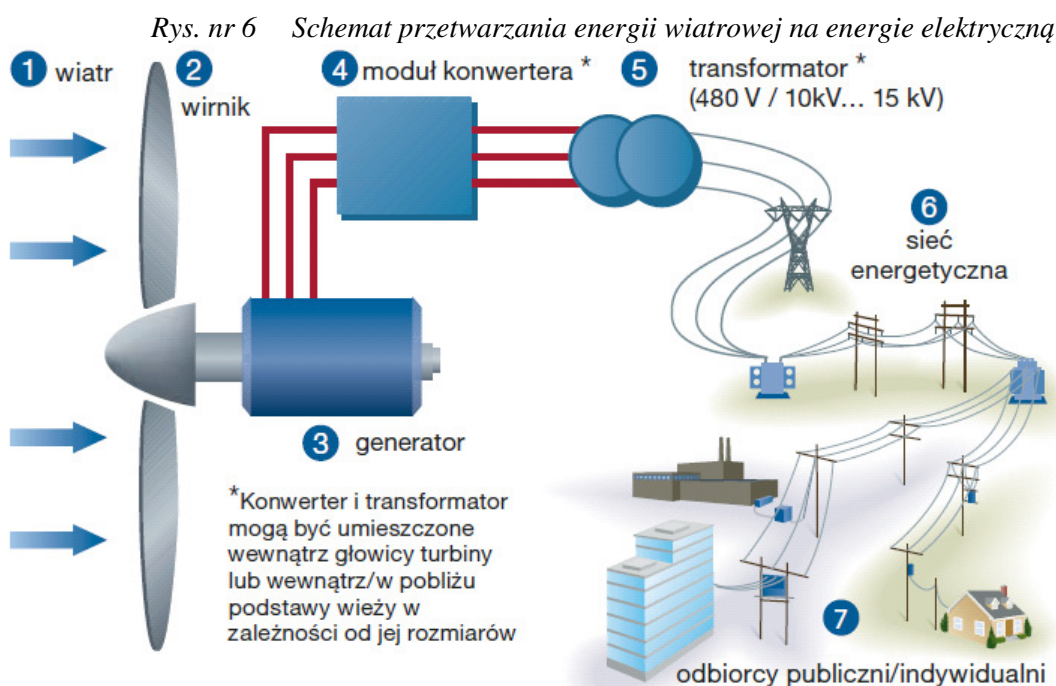 Rys. nr 6 Schemat przetwarzania energii wiatrowej na energie elektryczną
1 wiatr
2
wirnik
4 moduł konwertera *
5 transformator *
(480 V / 10kV... 15 kV)
6
sieć
energetyczna
3 generator
*Konwerter i transformator
mogą być umieszczone
wewnątrz głowicy turbiny
lub wewnątrz/w pobliżu
podstawy wieży w
zależności od jej rozmiarów
7
odbiorcy publiczni/indywidualni